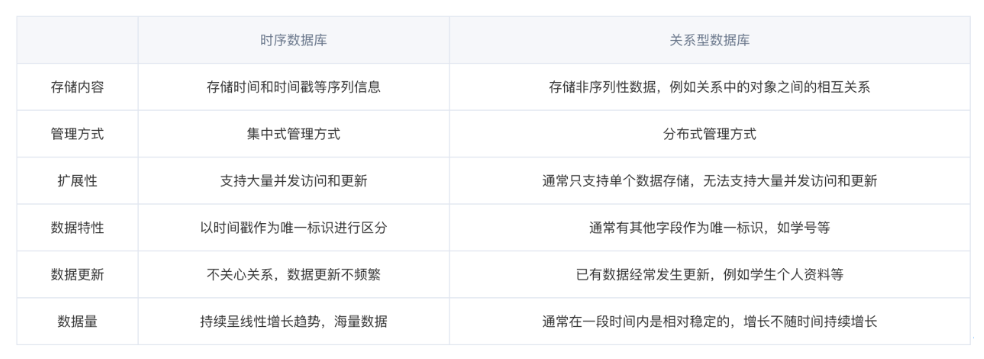 时序数据库 关系型数据库
存储内容 存储时间和时间戳等序列信息 存储非序列性数据，例如关系中的对象之间的相互关系
管理方式 集中式管理方式 分布式管理方式
扩展性 支持大量并发访问和更新 通常只支持单个数据存储，无法支持大量并发访问和更新
数据特性 以时间戳作为唯一标识进行区分 通常有其他字段作为唯一标识，如学号等
数据更新 不关心关系，数据更新不频繁 已有数据经常发生更新，例如学生个人资料等
数据量 持续呈线性增长趋势，海量数据 通常在一段时间内是相对稳定的，增长不随时间持续增长